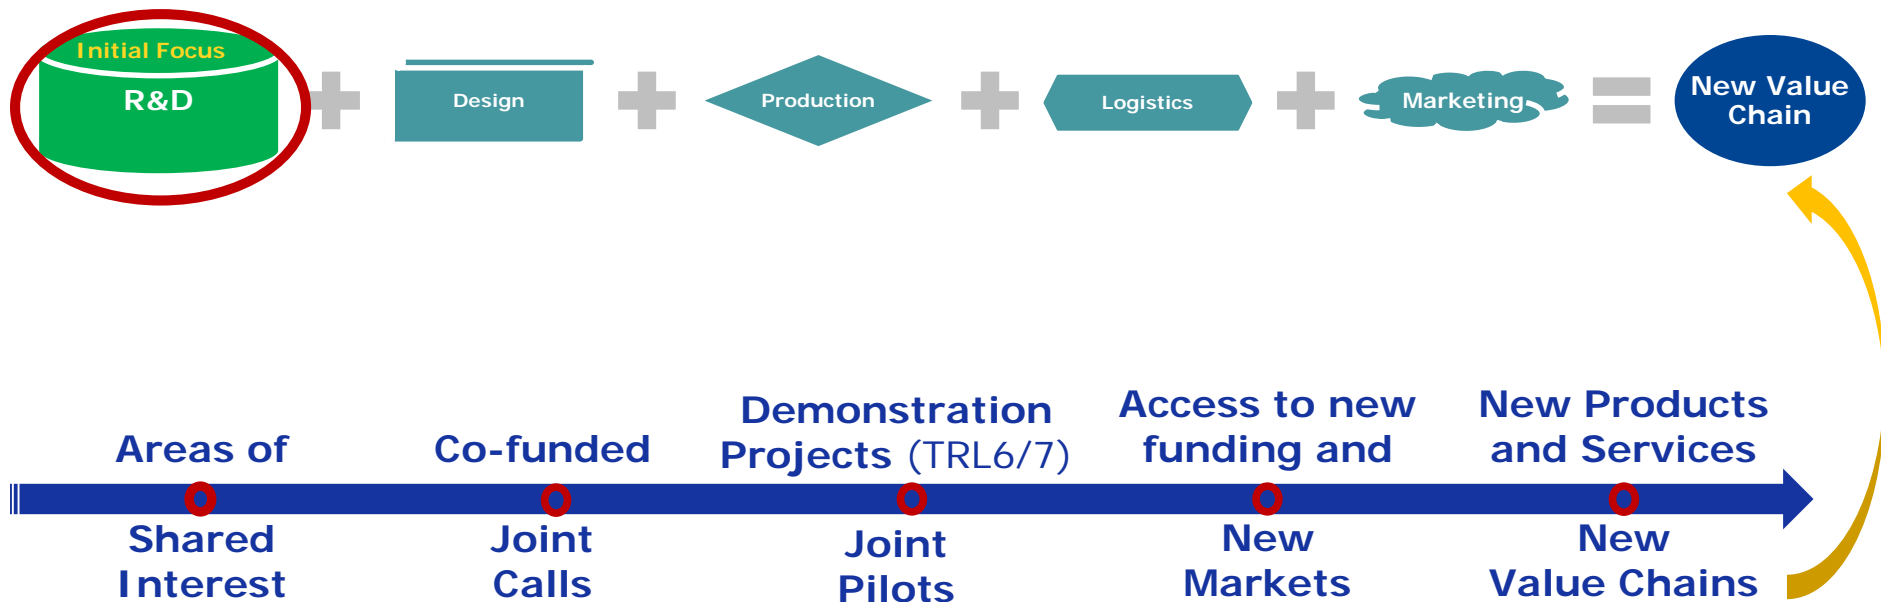 Initial Focus
R&D
Design
Production
Logistics
Marketing
New Value
Chain
Areas of
Shared
Interest
Co-funded
Joint
Calls
Demonstration
Projects (TRL6/7)
Joint
Pilots
Access to new
funding and
New
Markets
New Products
and Services
New
Value Chains